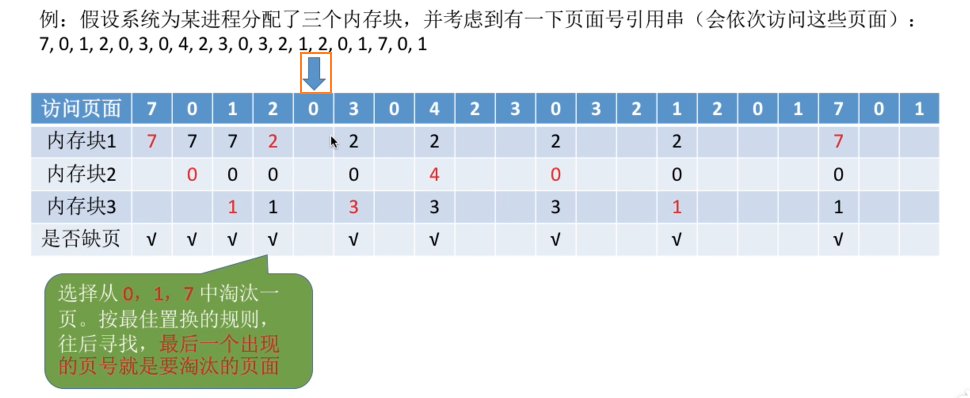 例：假设系统为某进程分配了三个内存块，并考虑到有一下页面号引用串（会依次访问这些页面）：
7, 0, 1, 2, 0, 3, 0, 4, 2, 3, 0, 3, 2, 1, 2, 0, 1, 7, 0, 1
访问页面 7 0 1 2 0 3 0 4 2 3 0 3 2 1 2 0 1 7 0 1
内存块1 7 7 7 2 2 2 2 2 7
内存块2 0 0 0 0 4 0 0 0
内存块3 1 1 3 3 3 1 1
是否缺页 √ √ √ √ √ √ √ √ √
选择从 0，1，7 中淘汰一
页。按最佳置换的规则，
往后寻找，最后一个出现
的页号就是要淘汰的页面